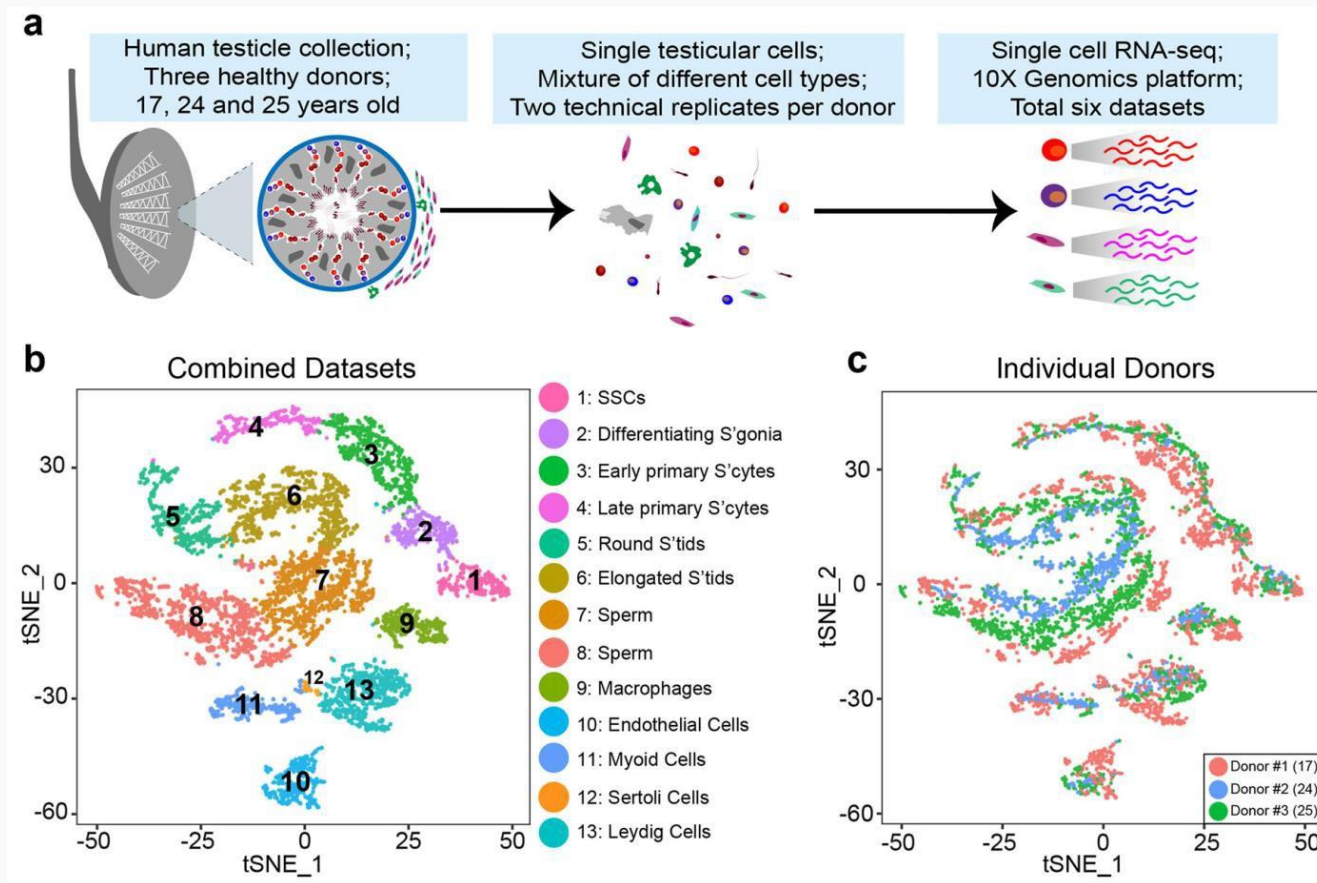 a
Human testicle collection;
Three healthy donors;
17, 24 and 25 years old
Single testicular cells;
Mixture of different cell types;
Two technical replicates per donor
Single cell RNA-seq;
10X Genomics platform;
Total six datasets
b
Combined Datasets
tSNE_2
30
0
-30
-60
-50
-25
0
25
50
tSNE_1
4
3
6
5
2
7
1
8
9
12
13
11
10
1: SSCs
2: Differentiating S'gonia
3: Early primary S'cytes
4: Late primary S'cytes
5: Round S'tids
6: Elongated S'tids
7: Sperm
8: Sperm
9: Macrophages
10: Endothelial Cells
11: Myoid Cells
12: Sertoli Cells
13: Leydig Cells
c
Individual Donors
tSNE_2
30
0
-30
-60
-50
-25
0
25
50
tSNE_1
Donor #1 (17)
Donor #2 (24)
Donor #3 (25)